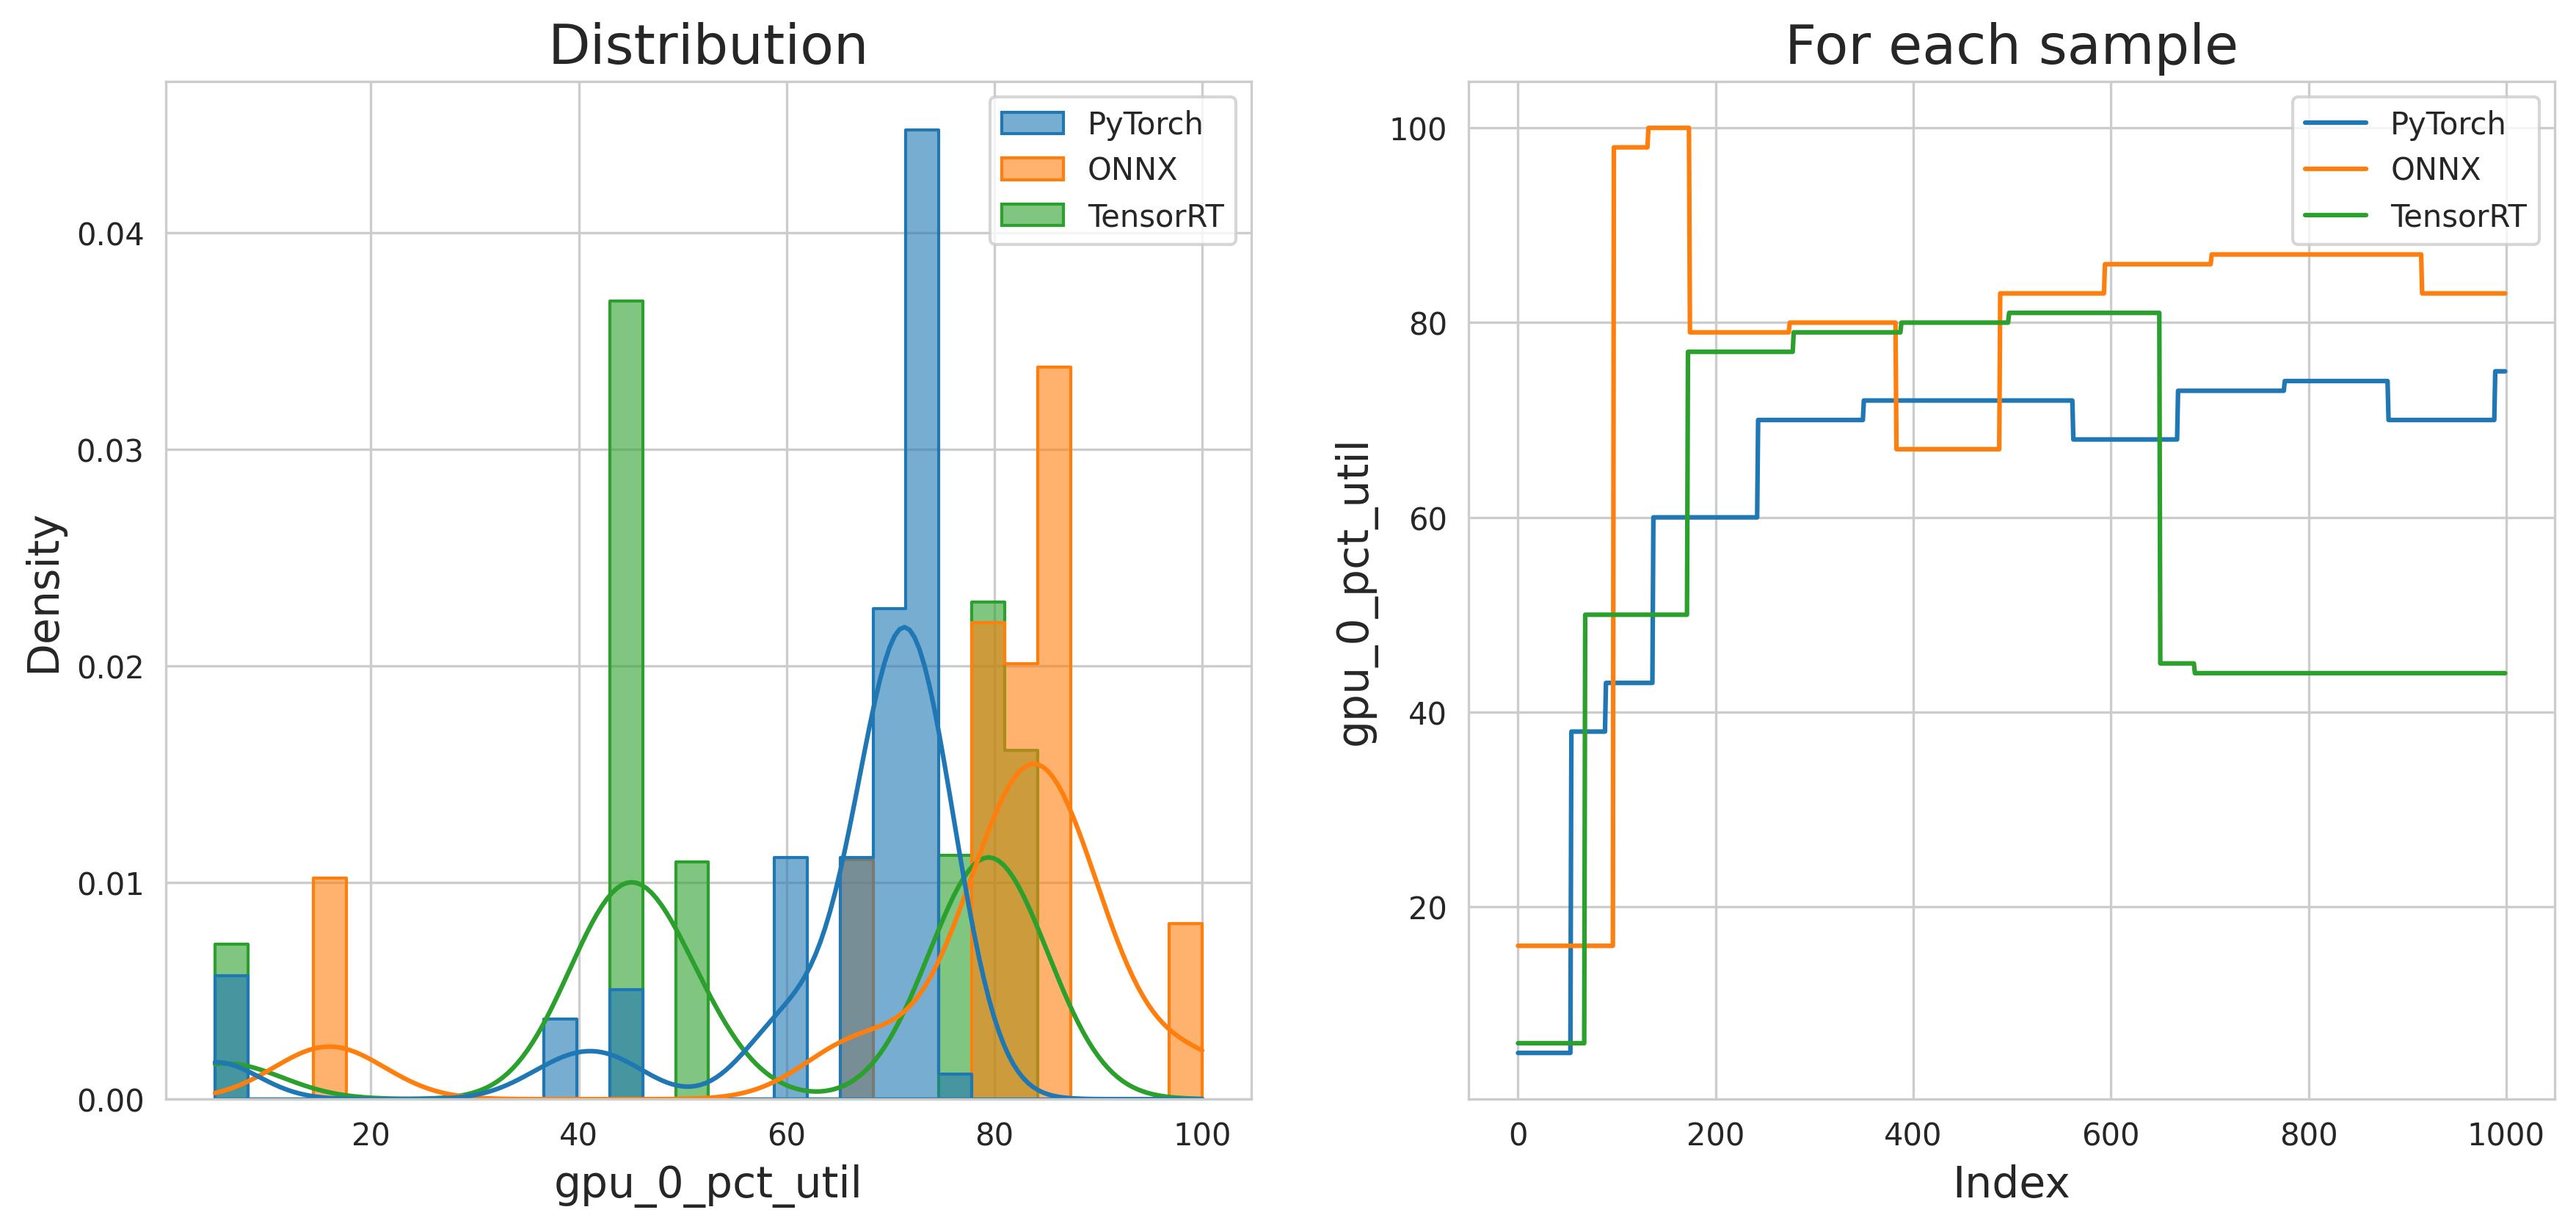 Distribution
PyTorch
ONNX
TensorRT
0.04
0.03
0.02
0.01
0.00
Density
20 40 60 80 100
gpu_0_pct_util
For each sample
PyTorch
ONNX
TensorRT
100
80
60
40
20
gpu_0_pct_util
0 200 400 600 800 1000
Index